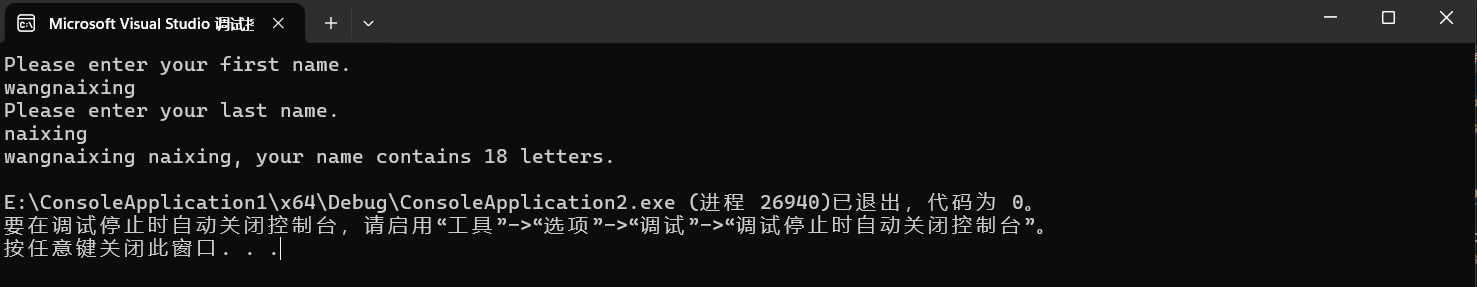 Microsoft Visual Studio 调试
Please enter your first name.
wangnaixing
Please enter your last name.
naixing
wangnaixing naixing, your name contains 18 letters.
E:\ConsoleApplication1\x64\Debug\ConsoleApplication2.exe (进程 26940)已退出，代码为 0。
要在调试停止时自动关闭控制台，请启用“工具”->“选项”->“调试”->“调试停止时自动关闭控制台”。
按任意键关闭此窗口. . .